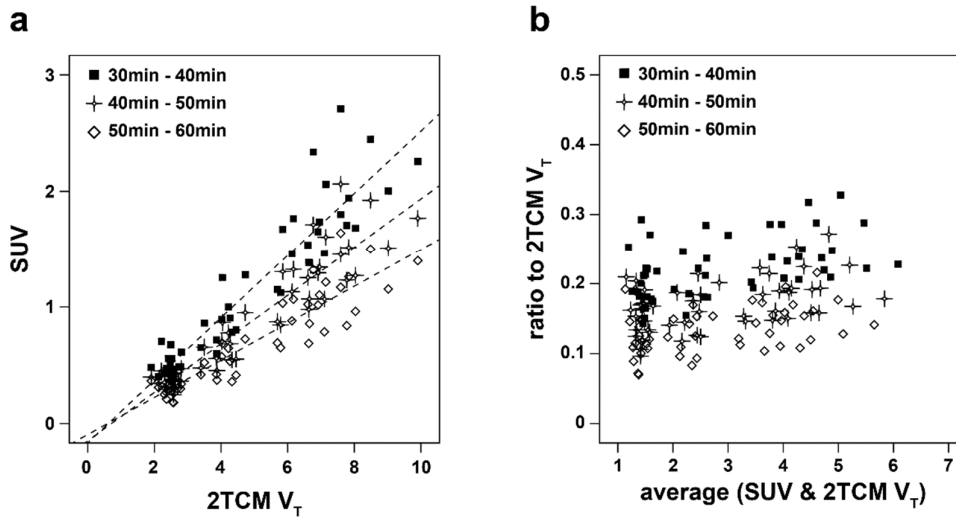 a
3
2
1
0
SUV
30min - 40min
40min - 50min
50min - 60min
0 2 4 6 8 10
2TCM VT
b
0.5
0.4
0.3
0.2
0.1
0
ratio to 2TCM VT
30min - 40min
40min - 50min
50min - 60min
1 2 3 4 5 6 7
average (SUV & 2TCM VT)